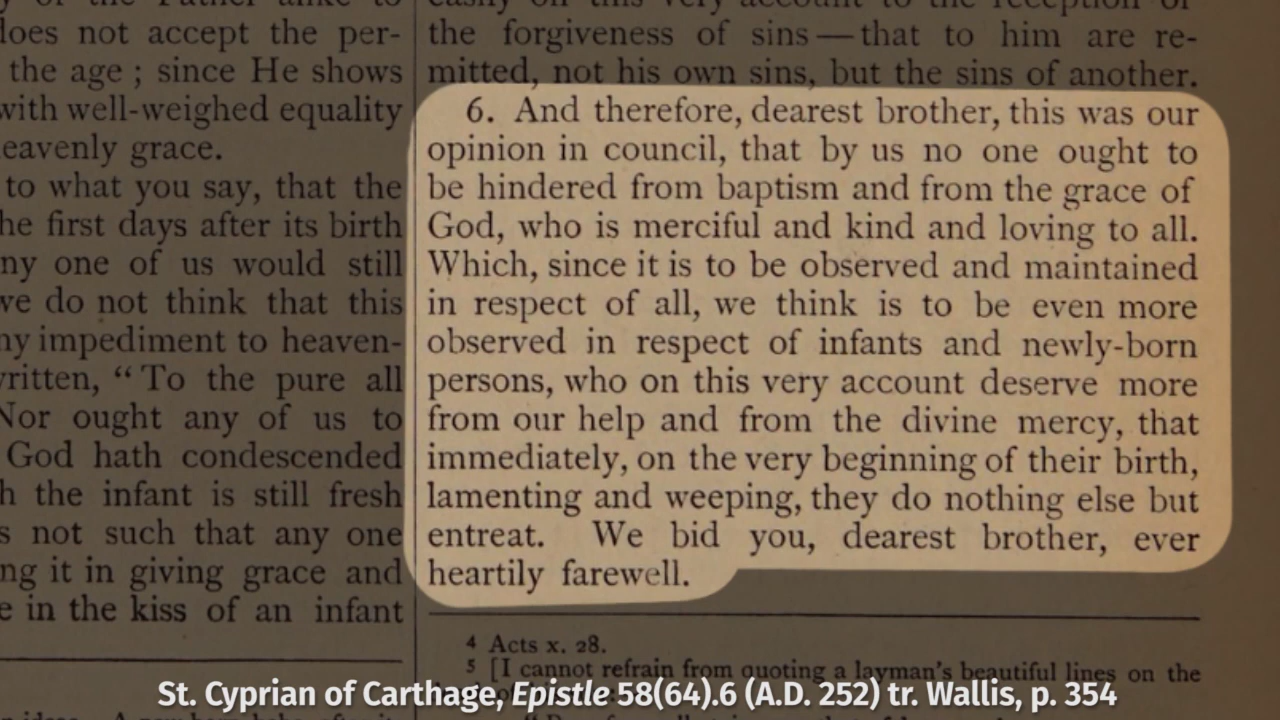 does not accept the per-
the age ; since He shows
with well-weighed equality
eavenly grace.
to what you say, that the
he first days after its birth
ny one of us would still
we do not think that this
ny impediment to heaven-
ritten, “ To the pure all
Nor ought any of us to
God hath condescended
h the infant is still fresh
s not such that any one
ng it in giving grace and
e in the kiss of an infant
easily on this very account to the reception of
the forgiveness of sins — that to him are re-
mitted, not his own sins, but the sins of another.
6. And therefore, dearest brother, this was our
opinion in council, that by us no one ought to
be hindered from baptism and from the grace of
God, who is merciful and kind and loving to all.
Which, since it is to be observed and maintained
in respect of all, we think is to be even more
observed in respect of infants and newly-born
persons, who on this very account deserve more
from our help and from the divine mercy, that
immediately, on the very beginning of their birth,
lamenting and weeping, they do nothing else but
entreat. We bid you, dearest brother, ever
heartily farewell.
4 Acts x. 28.
5 [I cannot refrain from quoting a layman's beautiful lines on the
St. Cyprian of Carthage, Epistle 58(64).6 (A.D. 252) tr. Wallis, p. 354